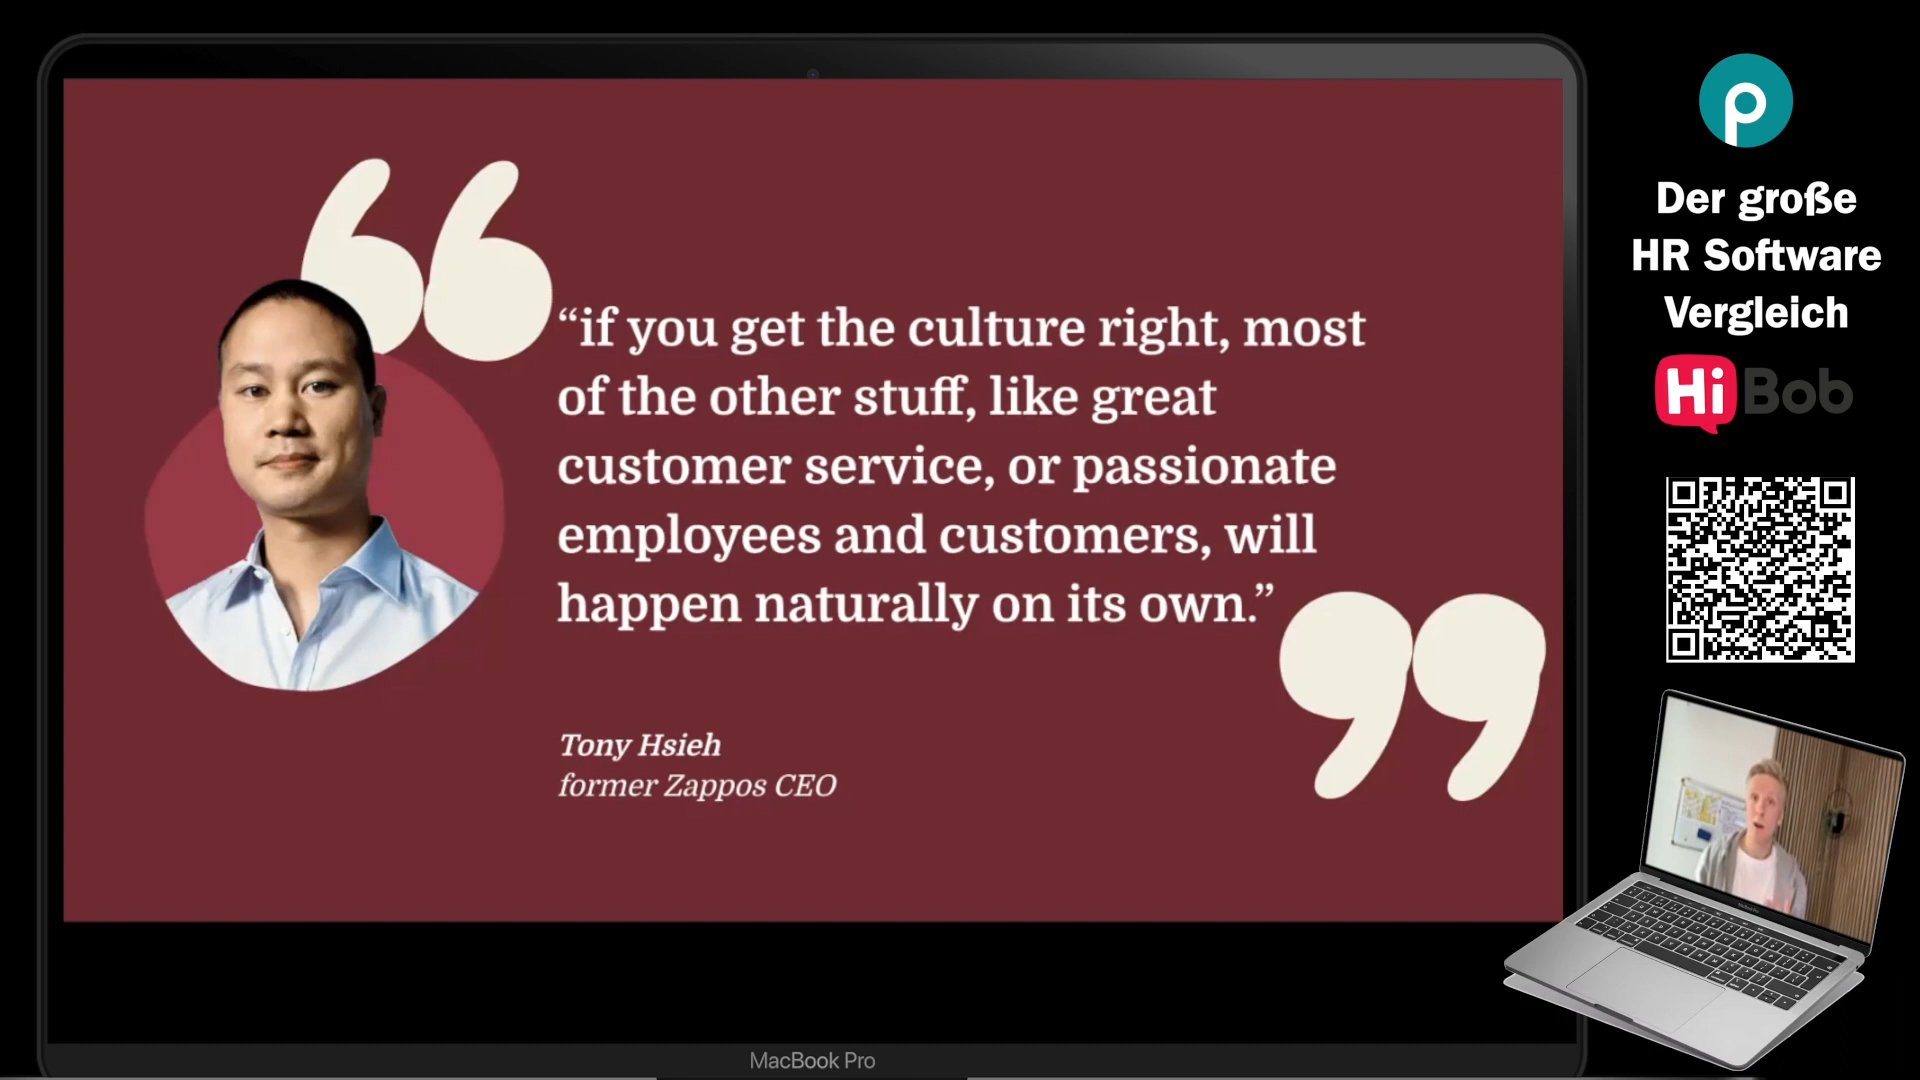 “if you get the culture right, most
of the other stuff, like great
customer service, or passionate
employees and customers, will
happen naturally on its own.”
Tony Hsieh
former Zappos CEO
MacBook Pro
p
Der große
HR Software
Vergleich
HiBob